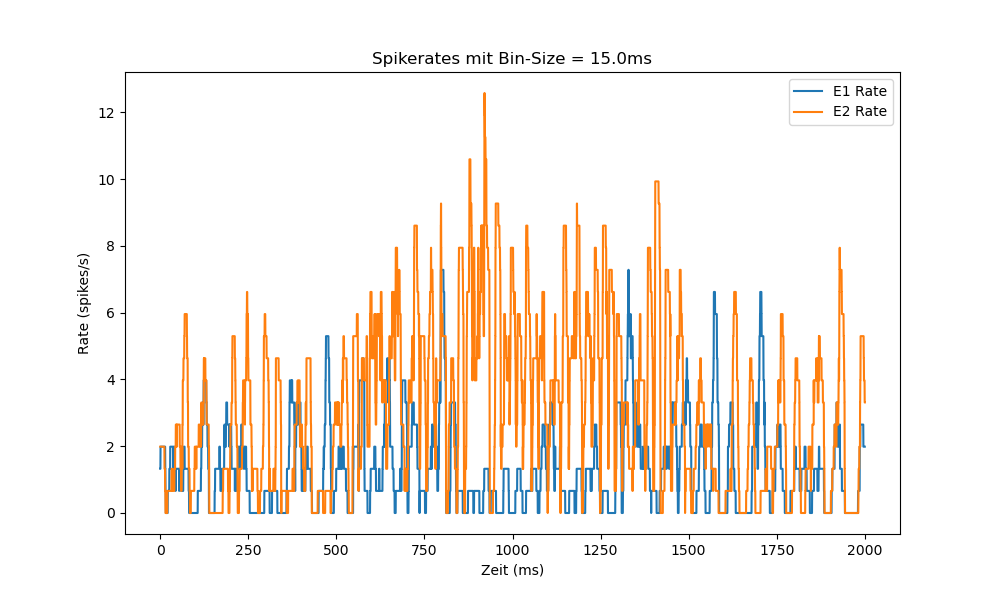 Spikerates mit Bin-Size = 15.0ms
E1 Rate
E2 Rate
12
10
8
6
4
2
0
Rate (spikes/s)
0 250 500 750 1000 1250 1500 1750 2000
Zeit (ms)